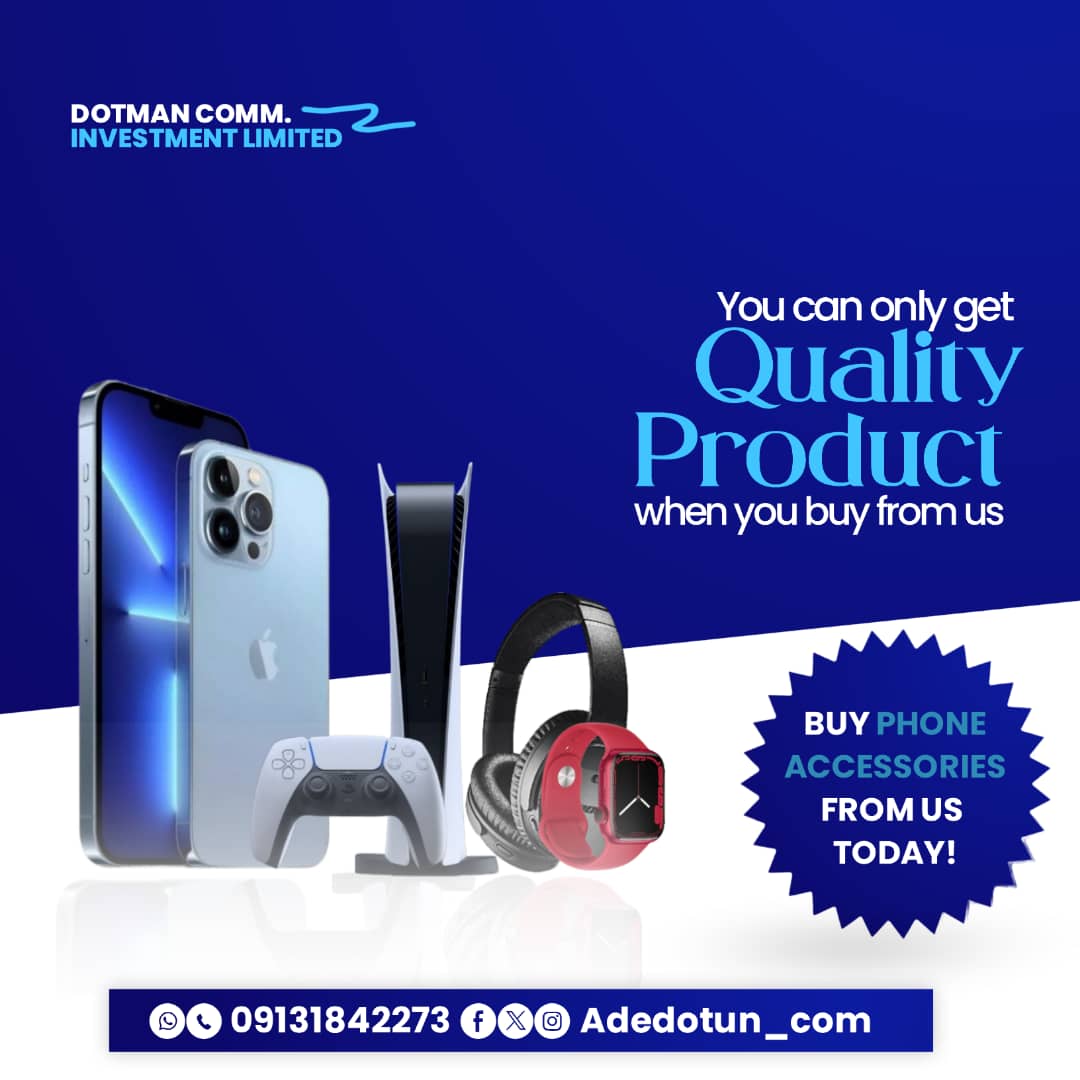 DOTMAN COMM.
INVESTMENT LIMITED
You can only get
Quality
Product
when you buy from us
BUY PHONE
ACCESSORIES
FROM US
TODAY!
09131842273 Adedotun_com